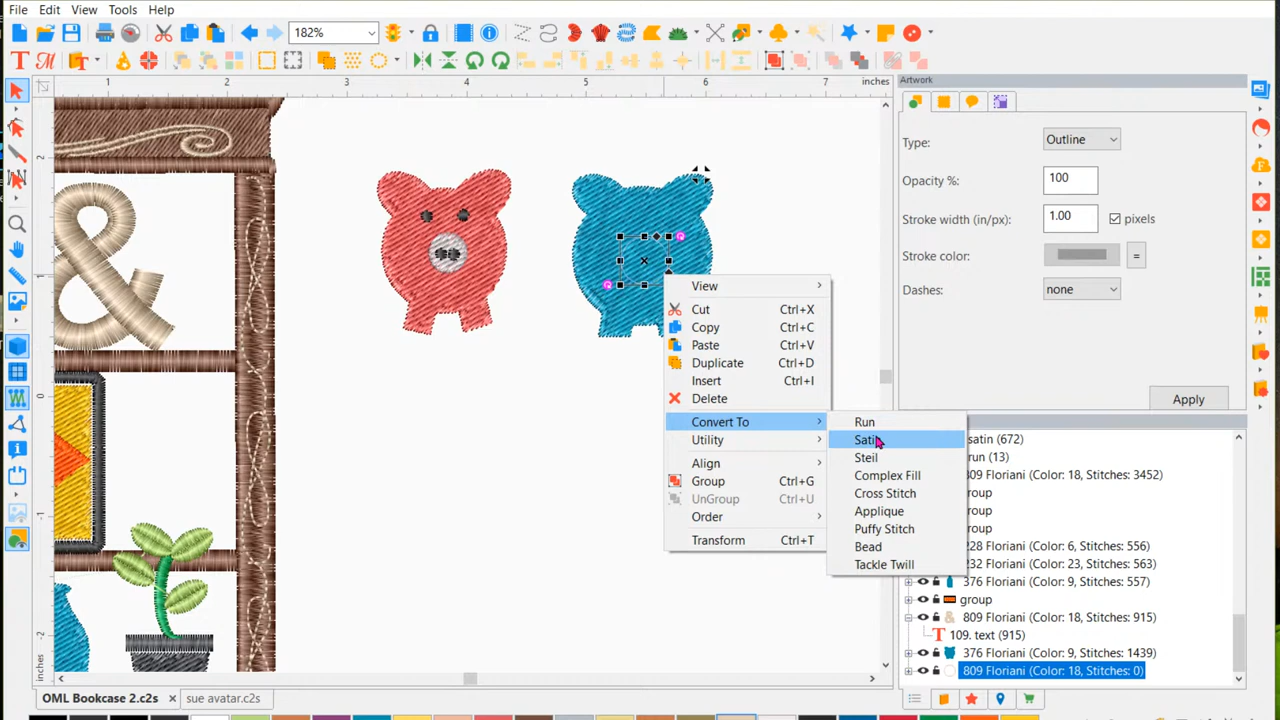 File Edit View Tools Help
182%
1 2 3 4 5 6 7 inches
2
1
0
-1
-2
inches
Artwork
Type: Outline
Opacity %: 100
Stroke width (in/px): 1.00 pixels
Stroke color: =
Dashes: none
Apply
View
Cut Ctrl+X
Copy Ctrl+C
Paste Ctrl+V
Duplicate Ctrl+D
Insert Ctrl+I
Delete
Convert To
Utility
Align
Group Ctrl+G
UnGroup Ctrl+U
Order
Transform Ctrl+T
Run
Satin
Steil
Complex Fill
Cross Stitch
Applique
Puffy Stitch
Bead
Tackle Twill
satin (672)
run (13)
809 Floriani (Color: 18, Stitches: 3452)
group
group
group
228 Floriani (Color: 6, Stitches: 556)
232 Floriani (Color: 23, Stitches: 563)
376 Floriani (Color: 9, Stitches: 557)
group
809 Floriani (Color: 18, Stitches: 915)
T 109. text (915)
376 Floriani (Color: 9, Stitches: 1439)
809 Floriani (Color: 18, Stitches: 0)
OML Bookcase 2.c2s sue avatar.c2s